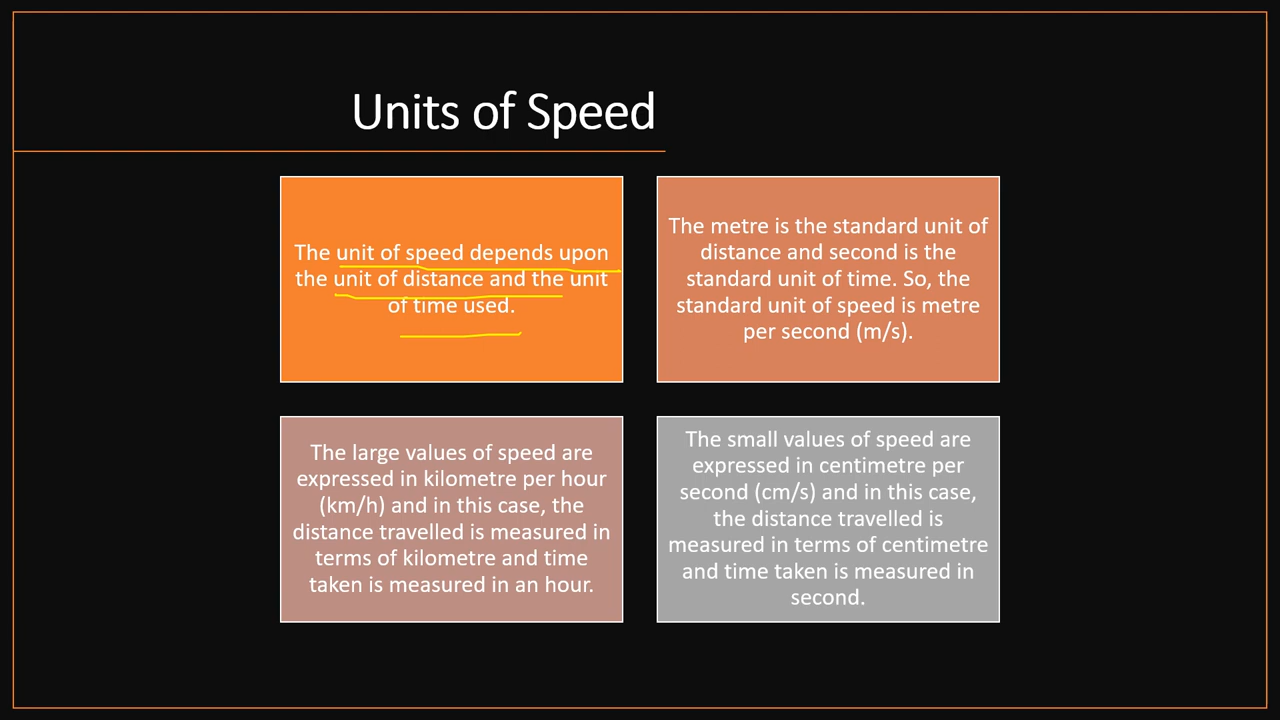 Units of Speed
The unit of speed depends upon
the unit of distance and the unit
of time used.
The metre is the standard unit of
distance and second is the
standard unit of time. So, the
standard unit of speed is metre
per second (m/s).
The large values of speed are
expressed in kilometre per hour
(km/h) and in this case, the
distance travelled is measured in
terms of kilometre and time
taken is measured in an hour.
The small values of speed are
expressed in centimetre per
second (cm/s) and in this case,
the distance travelled is
measured in terms of centimetre
and time taken is measured in
second.